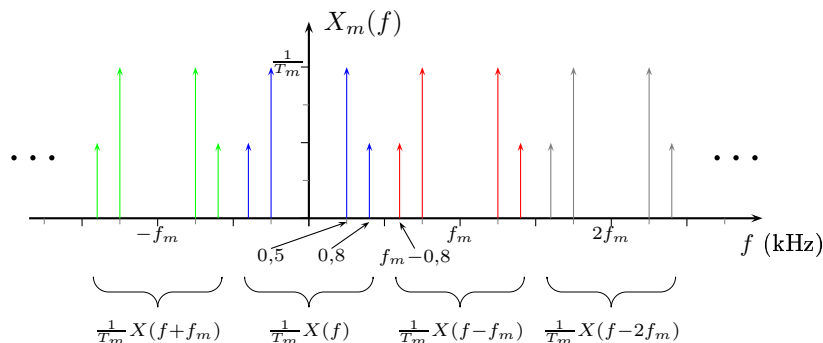 X_m(f)
1/T_m
• • •
• • •
−f_m
f_m
2f_m
0,5
0,8
f_m−0,8
f (kHz)
1/T_m X(f+f_m)
1/T_m X(f)
1/T_m X(f−f_m)
1/T_m X(f−2f_m)